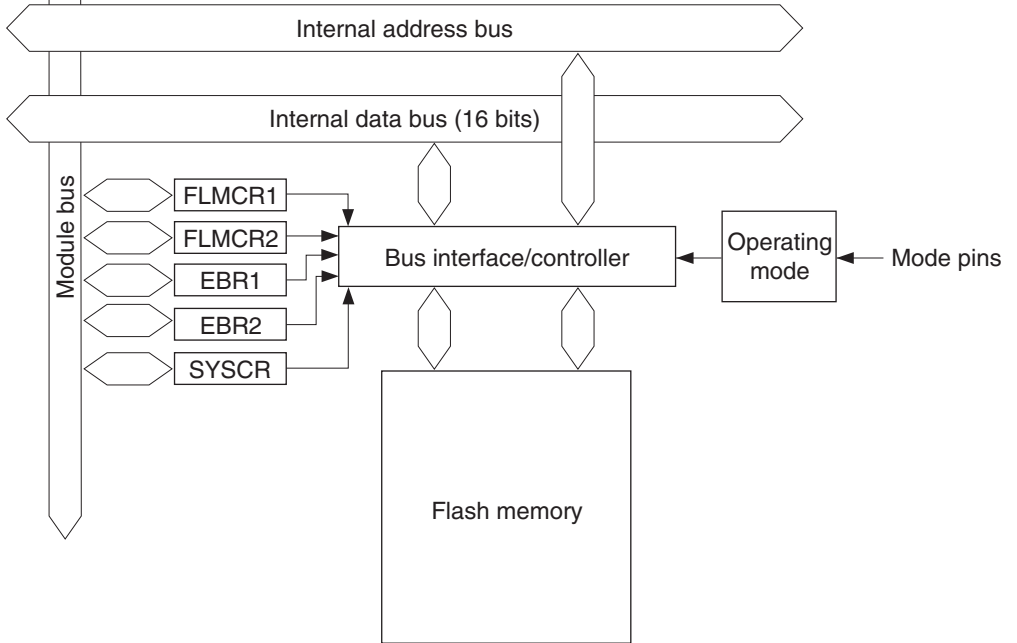 Internal address bus
Internal data bus (16 bits)
Module bus
FLMCR1
FLMCR2
EBR1
EBR2
SYSCR
Bus interface/controller
Operating
mode
Mode pins
Flash memory